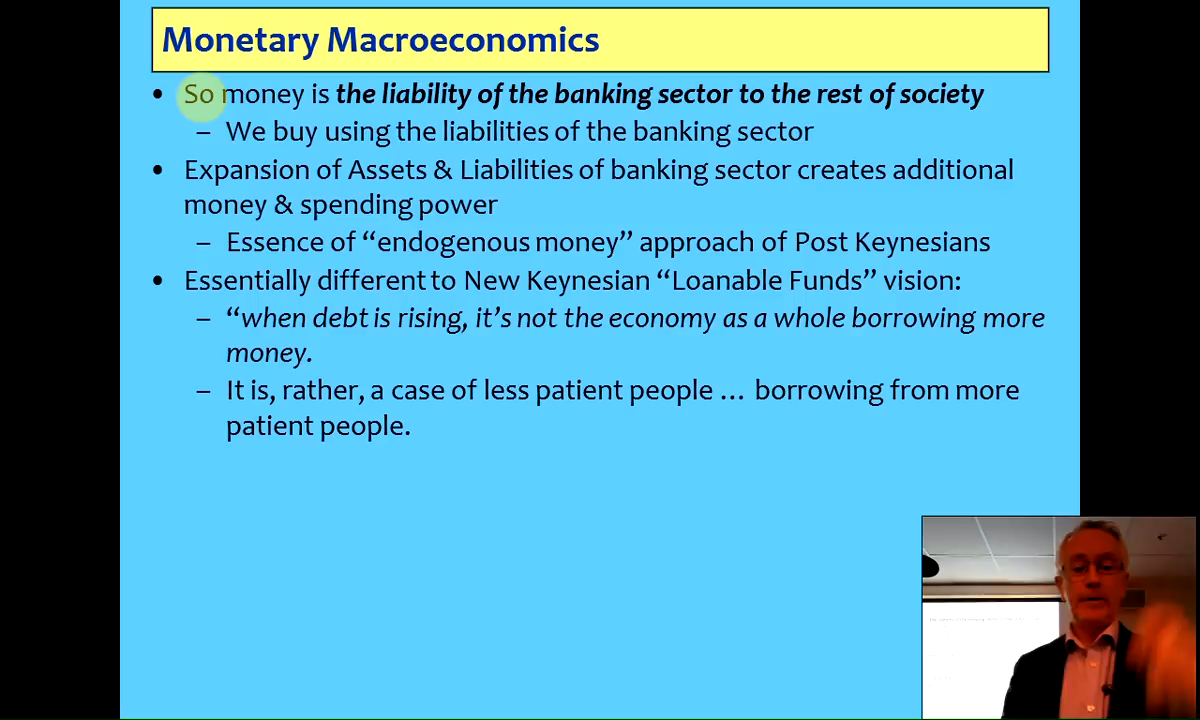 Monetary Macroeconomics
• So money is the liability of the banking sector to the rest of society
– We buy using the liabilities of the banking sector
• Expansion of Assets & Liabilities of banking sector creates additional
money & spending power
– Essence of “endogenous money” approach of Post Keynesians
• Essentially different to New Keynesian “Loanable Funds” vision:
– “when debt is rising, it’s not the economy as a whole borrowing more
money.
– It is, rather, a case of less patient people … borrowing from more
patient people.